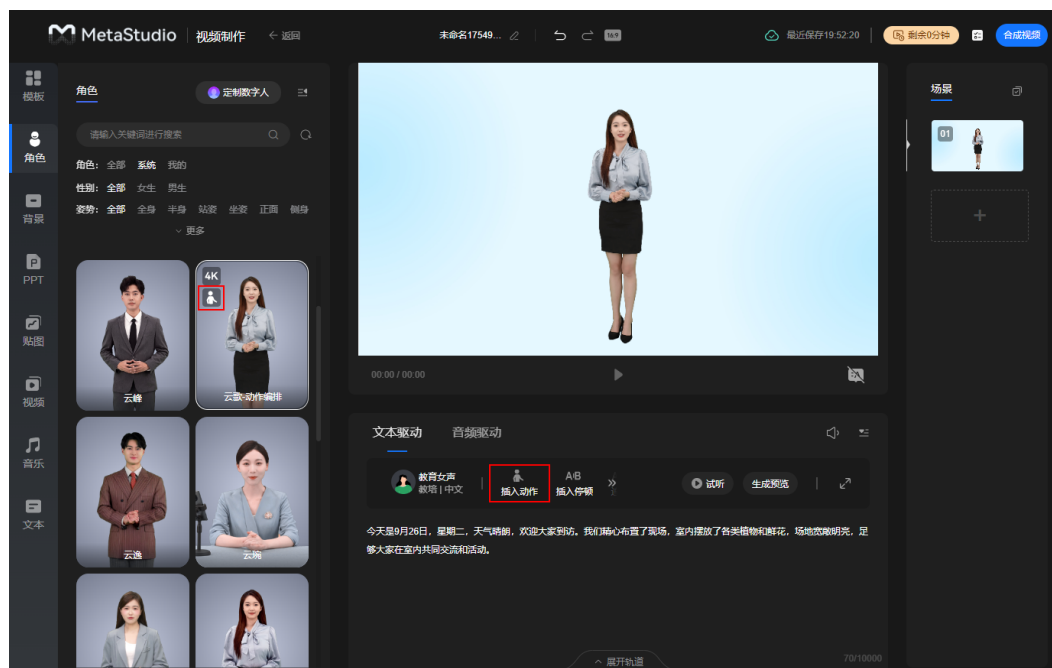 MetaStudio 视频制作 ← 返回 未命名17549... 16:9 最近保存19:52:20 剩余0分钟 合成视频
模板
角色
背景
PPT
贴图
视频
音乐
文本
角色 定制数字人
请输入关键词进行搜索
角色: 全部 系统 我的
性别: 全部 女生 男生
姿势: 全部 全身 半身 站姿 坐姿 正面 侧身
更多
4K
云峰 云歌-动作编排
云逸 云婉
00:00 / 00:00
文本驱动 音频驱动
教育女声
教培 | 中文
插入动作
A|B
插入停顿
试听 生成预览
今天是9月26日，星期二，天气晴朗，欢迎大家到访。我们精心布置了现场，室内摆放了各类植物和鲜花，场地宽敞明亮，足
够大家在室内共同交流和活动。
展开轨道 70/10000
场景
01